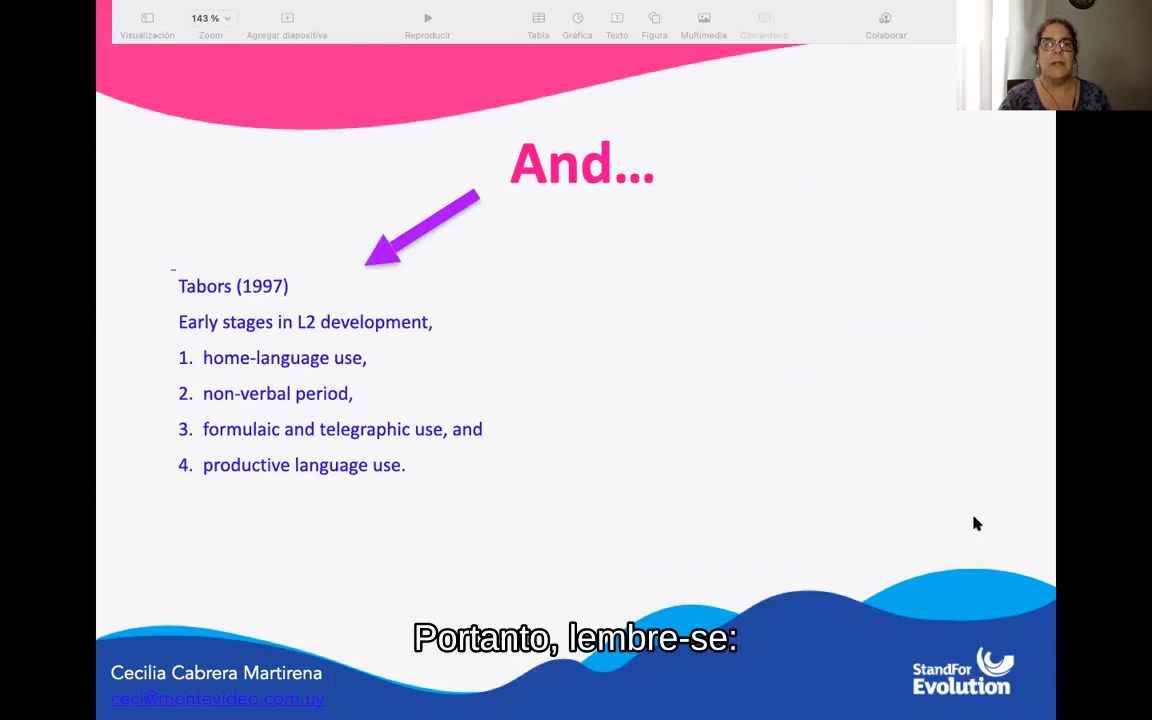 Visualización
143 %
Zoom
Agregar diapositiva
Reproducir
Tabla
Gráfica
Texto
Figura
Multimedia
Comentario
Colaborar
And...
Tabors (1997)
Early stages in L2 development,
1. home-language use,
2. non-verbal period,
3. formulaic and telegraphic use, and
4. productive language use.
Portanto, lembre-se:
Cecilia Cabrera Martirena
ceci@montevideo.com.uy
StandFor
Evolution